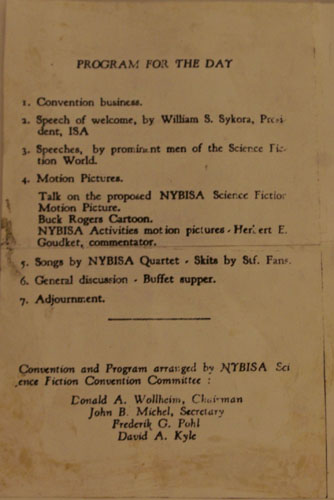 PROGRAM FOR THE DAY
1. Convention business.
2. Speech of welcome, by William S. Sykora, Presi-
dent, ISA
3. Speeches, by prominent men of the Science Fic-
tion World.
4. Motion Pictures.
Talk on the proposed NYBISA Science Fiction
Motion Picture.
Buck Rogers Cartoon.
NYBISA Activities motion pictures - Herbert E.
Goudket, commentator.
5. Songs by NYBISA Quartet - Skits by Stf. Fans.
6. General discussion - Buffet supper.
7. Adjournment.
Convention and Program arranged by NYBISA Sci
ence Fiction Convention Committee :
Donald A. Wollheim, Chairman
John B. Michel, Secretary
Frederik G. Pohl
David A. Kyle